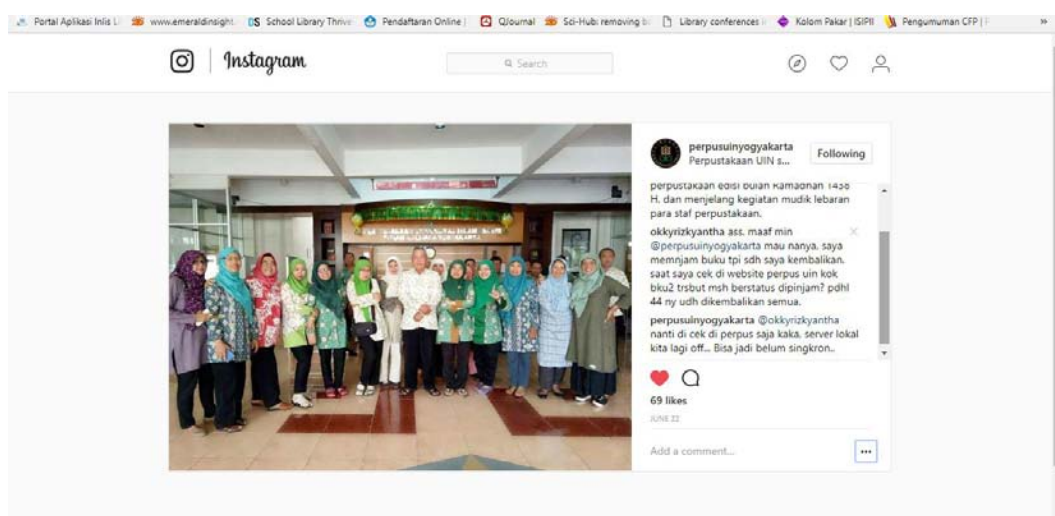 Portal Aplikasi Inlis Li
www.emeraldinsight.
School Library Thrive
Pendaftaran Online |
QJournal
Sci-Hub: removing b
Library conferences i
Kolom Pakar | ISIPII
Pengumuman CFP |
Instagram
Search
perpusuinyogyakarta
Perpustakaan UIN s...
Following
perpustakaan edisi bulan Ramadhan 1438
H. dan menjelang kegiatan mudik lebaran
para staf perpustakaan.
okkyrizkyantha ass. maaf min
@perpusuinyogyakarta mau nanya. saya
memnjam buku tpi sdh saya kembalikan.
saat saya cek di website perpus uin kok
bku2 trsbut msh berstatus dipinjam? pdhl
44 ny udh dikembalikan semua.
perpusuinyogyakarta @okkyrizkyantha
nanti di cek di perpus saja kaka, server lokal
kita lagi off... Bisa jadi belum singkron..
69 likes
JUNE 22
Add a comment...